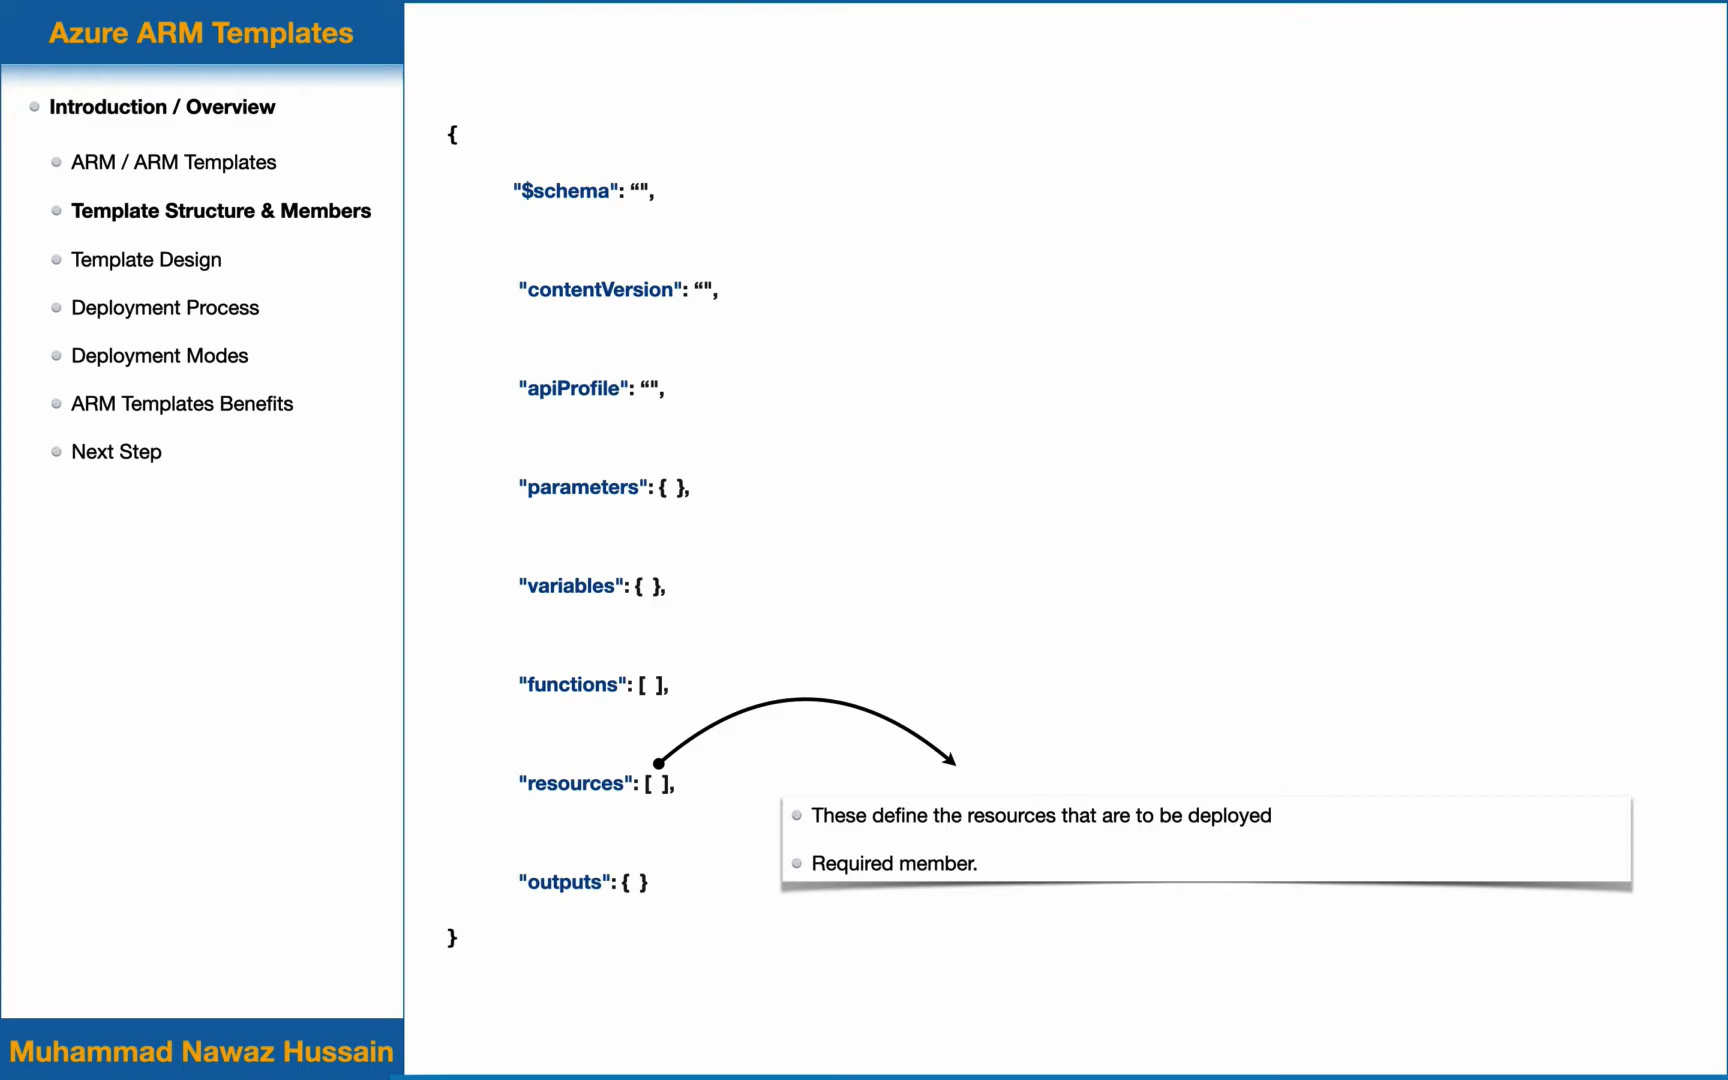 Azure ARM Templates
Introduction / Overview
ARM / ARM Templates
Template Structure & Members
Template Design
Deployment Process
Deployment Modes
ARM Templates Benefits
Next Step
Muhammad Nawaz Hussain
{
"$schema": “",
"contentVersion": “",
"apiProfile": “",
"parameters": { },
"variables": { },
"functions": [ ],
"resources": [ ],
These define the resources that are to be deployed
Required member.
"outputs": { }
}